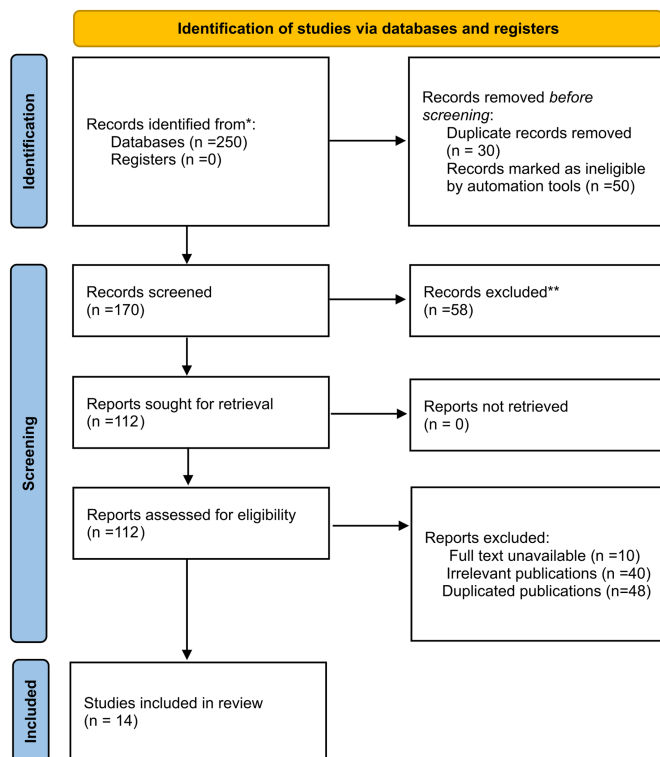 Identification of studies via databases and registers
Identification
Records identified from*:
Databases (n =250)
Registers (n =0)
Records removed before
screening:
Duplicate records removed
(n = 30)
Records marked as ineligible
by automation tools (n =50)
Screening
Records screened
(n =170)
Records excluded**
(n =58)
Reports sought for retrieval
(n =112)
Reports not retrieved
(n = 0)
Reports assessed for eligibility
(n =112)
Reports excluded:
Full text unavailable (n =10)
Irrelevant publications (n =40)
Duplicated publications (n=48)
Included
Studies included in review
(n = 14)